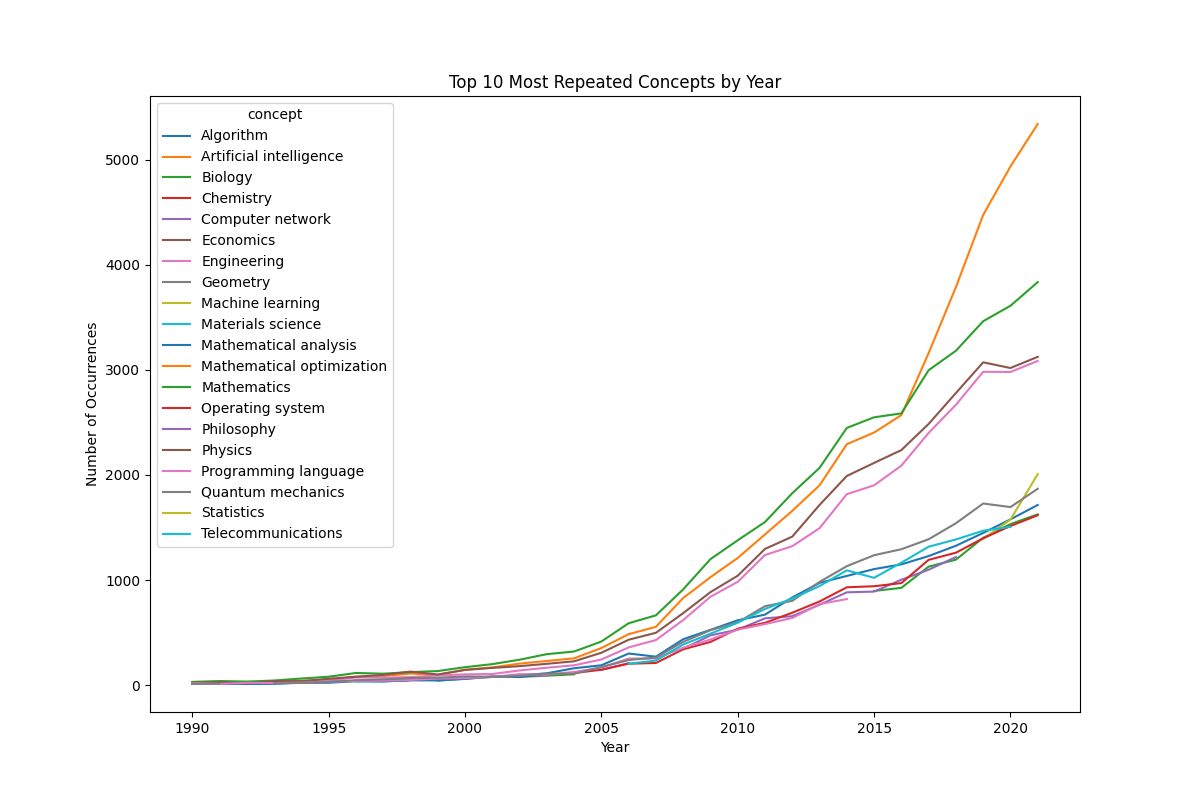 Top 10 Most Repeated Concepts by Year
concept
Algorithm
Artificial intelligence
Biology
Chemistry
Computer network
Economics
Engineering
Geometry
Machine learning
Materials science
Mathematical analysis
Mathematical optimization
Mathematics
Operating system
Philosophy
Physics
Programming language
Quantum mechanics
Statistics
Telecommunications
Number of Occurrences
5000
4000
3000
2000
1000
0
1990 1995 2000 2005 2010 2015 2020
Year